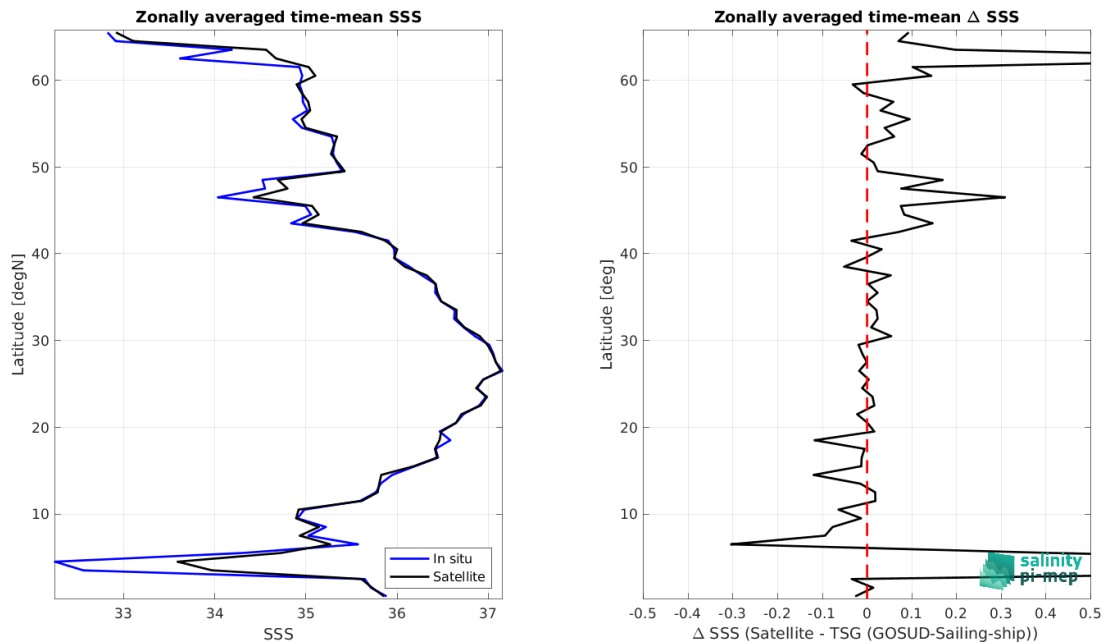 Zonally averaged time-mean SSS
Latitude [degN]
60
50
40
30
20
10
33
34
35
36
37
SSS
In situ
Satellite
Zonally averaged time-mean Δ SSS
Latitude [deg]
60
50
40
30
20
10
-0.5
-0.4
-0.3
-0.2
-0.1
0
0.1
0.2
0.3
0.4
0.5
Δ SSS (Satellite - TSG (GOSUD-Sailing-ship))
salinity
pi-mep